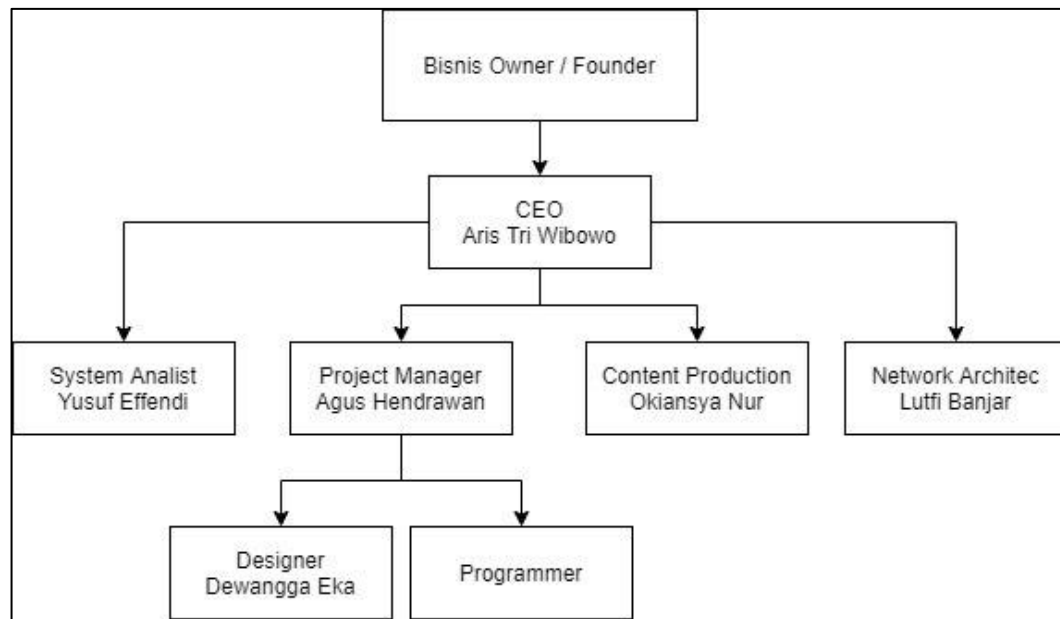 Bisnis Owner / Founder
CEO
Aris Tri Wibowo
System Analist
Yusuf Effendi
Project Manager
Agus Hendrawan
Content Production
Okiansya Nur
Network Architec
Lutfi Banjar
Designer
Dewangga Eka
Programmer